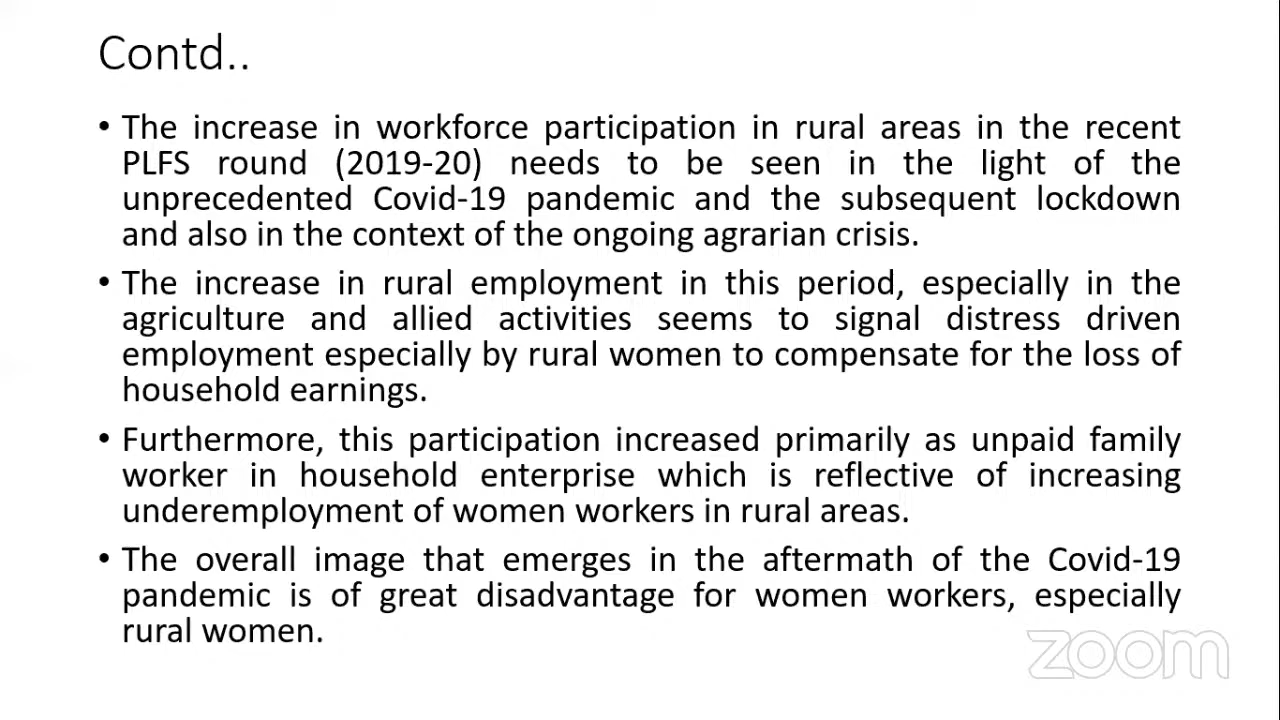 Contd..
• The increase in workforce participation in rural areas in the recent
PLFS round (2019-20) needs to be seen in the light of the
unprecedented Covid-19 pandemic and the subsequent lockdown
and also in the context of the ongoing agrarian crisis.
• The increase in rural employment in this period, especially in the
agriculture and allied activities seems to signal distress driven
employment especially by rural women to compensate for the loss of
household earnings.
• Furthermore, this participation increased primarily as unpaid family
worker in household enterprise which is reflective of increasing
underemployment of women workers in rural areas.
• The overall image that emerges in the aftermath of the Covid-19
pandemic is of great disadvantage for women workers, especially
rural women.
zoom